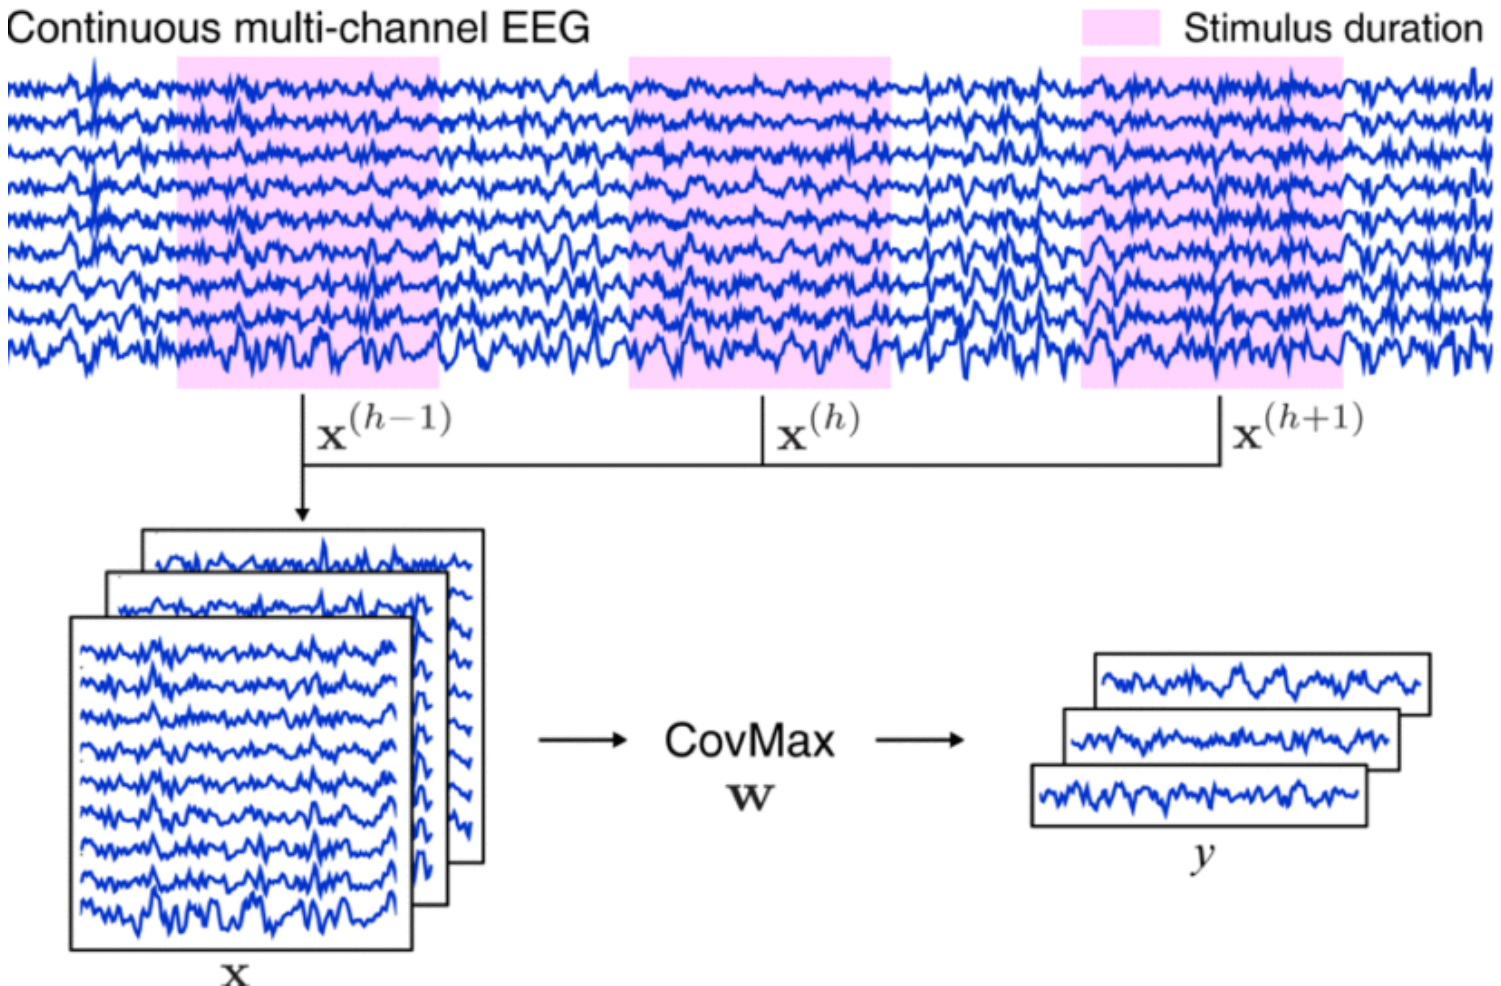 Continuous multi-channel EEG
Stimulus duration
x^(h−1)
x^(h)
x^(h+1)
CovMax
w
x
y